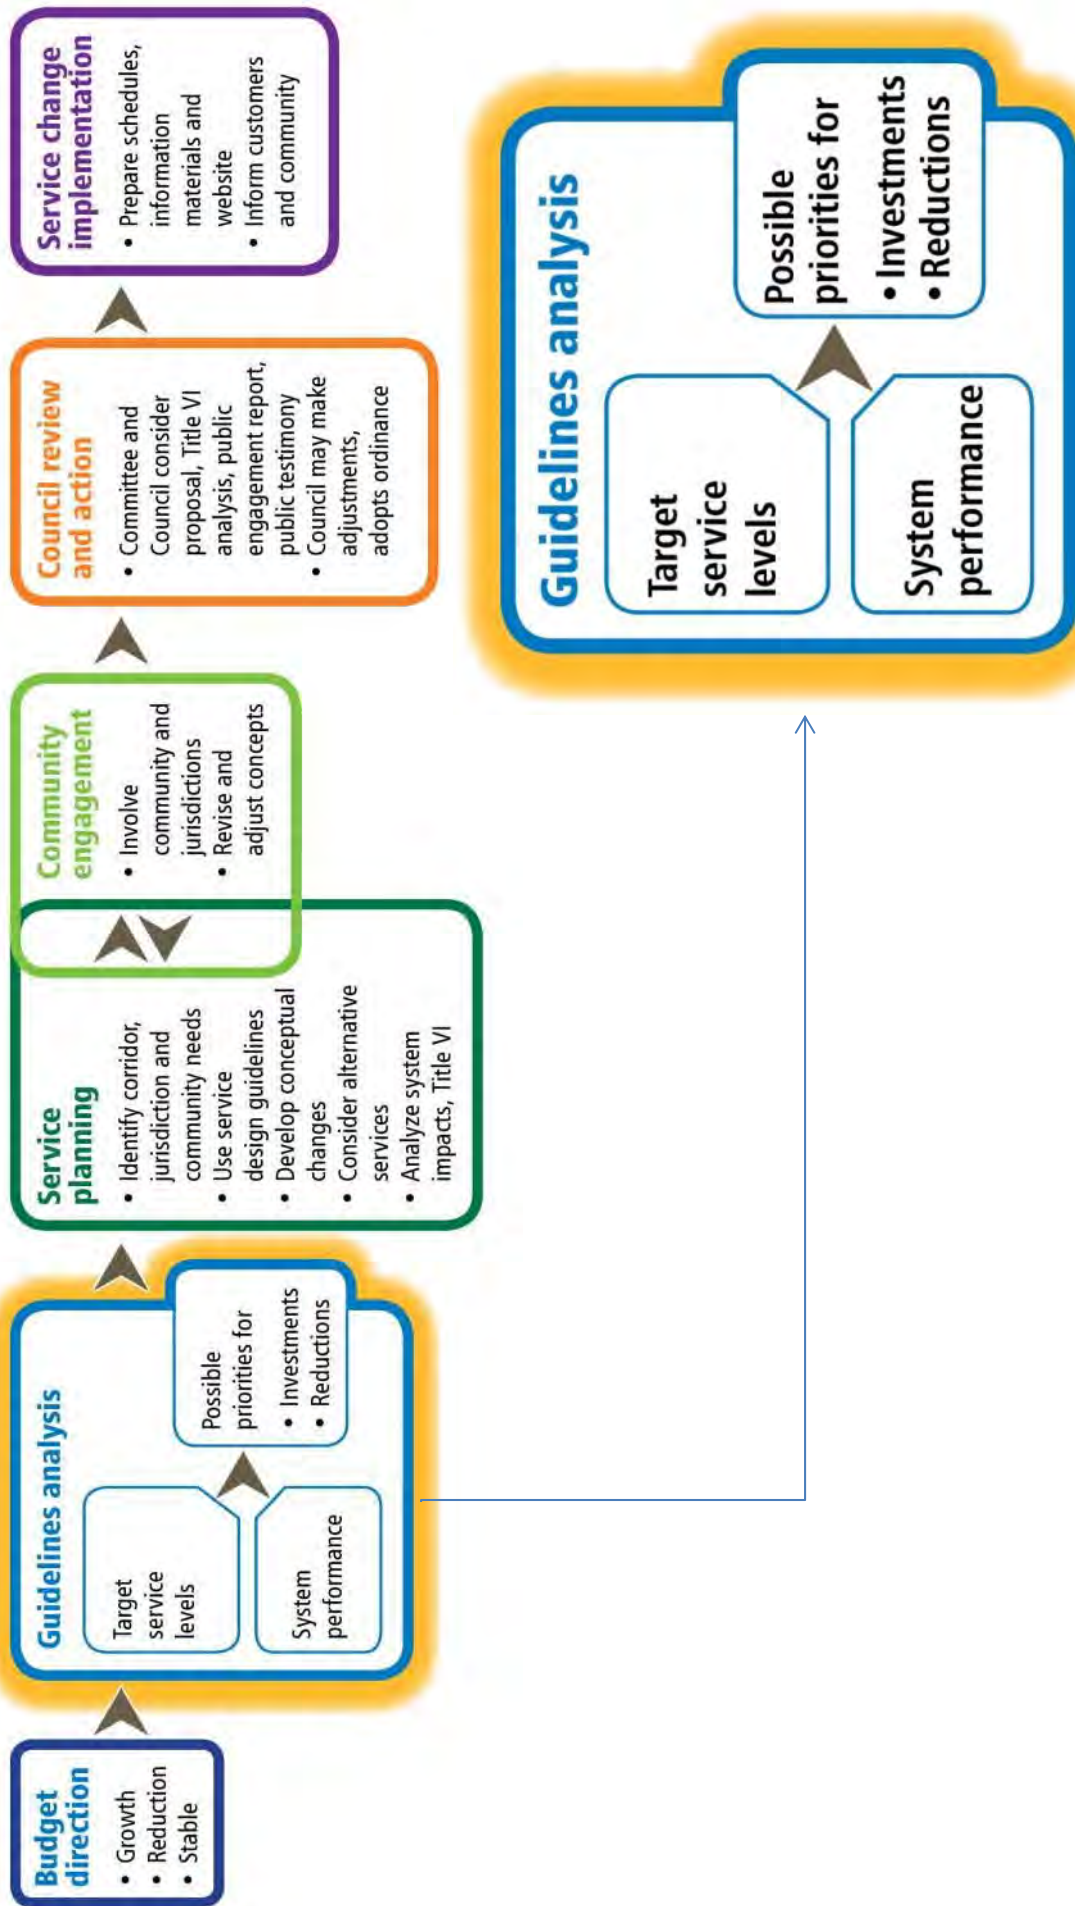 Budget
direction
• Growth
• Reduction
• Stable
Guidelines analysis
Target
service
levels
System
performance
Possible
priorities for
• Investments
• Reductions
Service
planning
• Identify corridor,
jurisdiction and
community needs
• Use service
design guidelines
• Develop conceptual
changes
• Consider alternative
services
• Analyze system
impacts, Title VI
Community
engagement
• Involve
community and
jurisdictions
• Revise and
adjust concepts
Council review
and action
• Committee and
Council consider
proposal, Title VI
analysis, public
engagement report,
public testimony
• Council may make
adjustments,
adopts ordinance
Service change
implementation
• Prepare schedules,
information
materials and
website
• Inform customers
and community
Guidelines analysis
Target
service
levels
System
performance
Possible
priorities for
• Investments
• Reductions